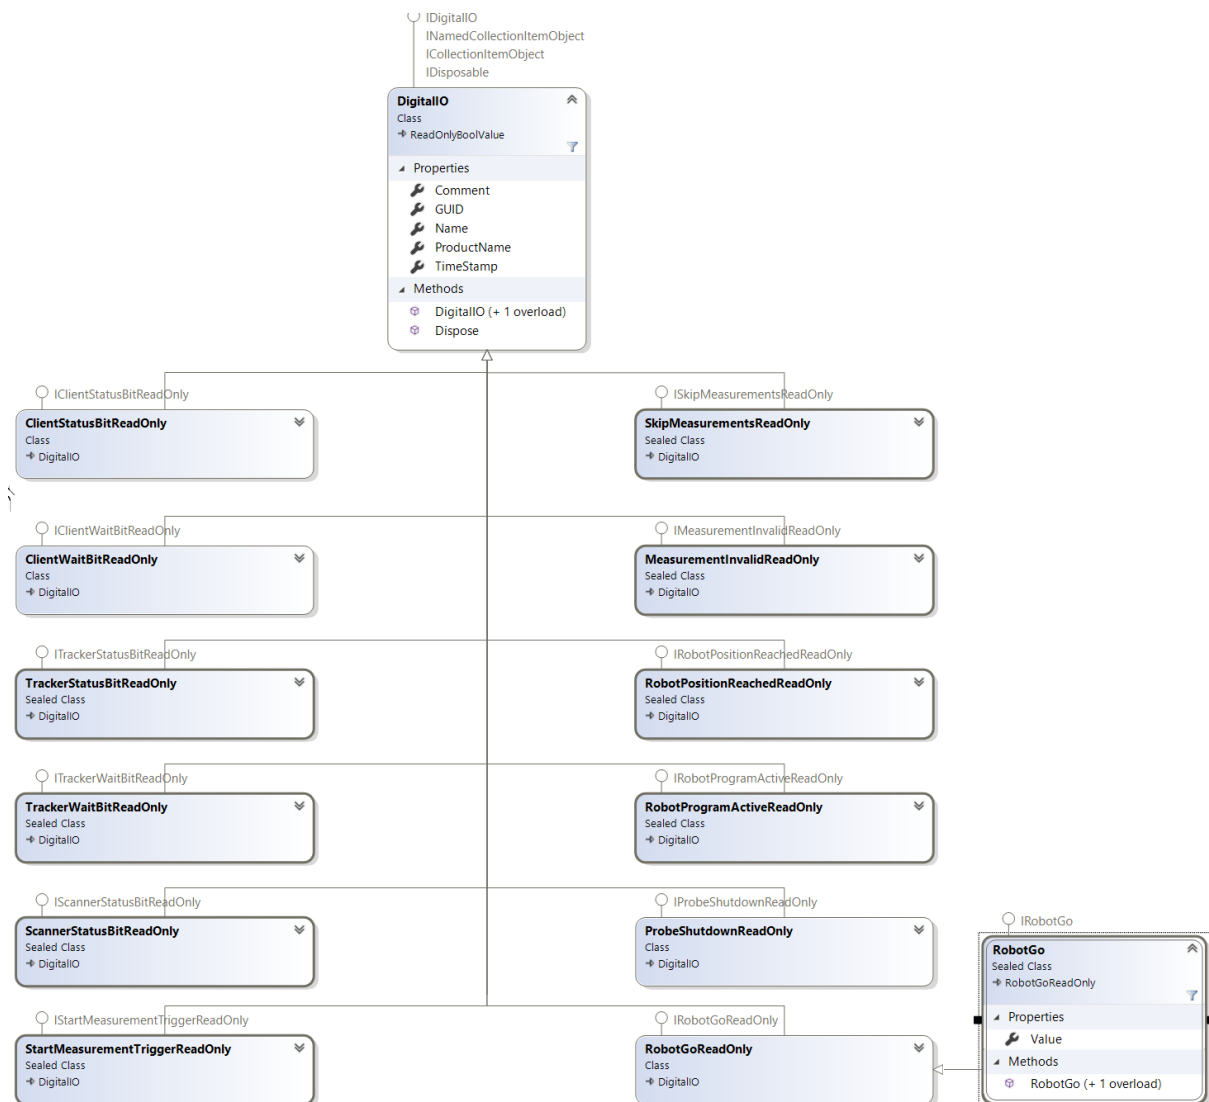 IDigitalIO
INamedCollectionItemObject
ICollectionItemObject
IDisposable
DigitalIO
Class
ReadOnlyBoolValue
Properties
Comment
GUID
Name
ProductName
TimeStamp
Methods
DigitalIO (+ 1 overload)
Dispose
IClientStatusBitReadOnly
ClientStatusBitReadOnly
Class
DigitalIO
ISkipMeasurementsReadOnly
SkipMeasurementsReadOnly
Sealed Class
DigitalIO
IClientWaitBitReadOnly
ClientWaitBitReadOnly
Class
DigitalIO
IMeasurementInvalidReadOnly
MeasurementInvalidReadOnly
Sealed Class
DigitalIO
ITrackerStatusBitReadOnly
TrackerStatusBitReadOnly
Sealed Class
DigitalIO
IRobotPositionReachedReadOnly
RobotPositionReachedReadOnly
Sealed Class
DigitalIO
ITrackerWaitBitReadOnly
TrackerWaitBitReadOnly
Sealed Class
DigitalIO
IRobotProgramActiveReadOnly
RobotProgramActiveReadOnly
Sealed Class
DigitalIO
IScannerStatusBitReadOnly
ScannerStatusBitReadOnly
Sealed Class
DigitalIO
IProbeShutdownReadOnly
ProbeShutdownReadOnly
Class
DigitalIO
IStartMeasurementTriggerReadOnly
StartMeasurementTriggerReadOnly
Sealed Class
DigitalIO
IRobotGoReadOnly
RobotGoReadOnly
Class
DigitalIO
IRobotGo
RobotGo
Sealed Class
RobotGoReadOnly
Properties
Value
Methods
RobotGo (+ 1 overload)